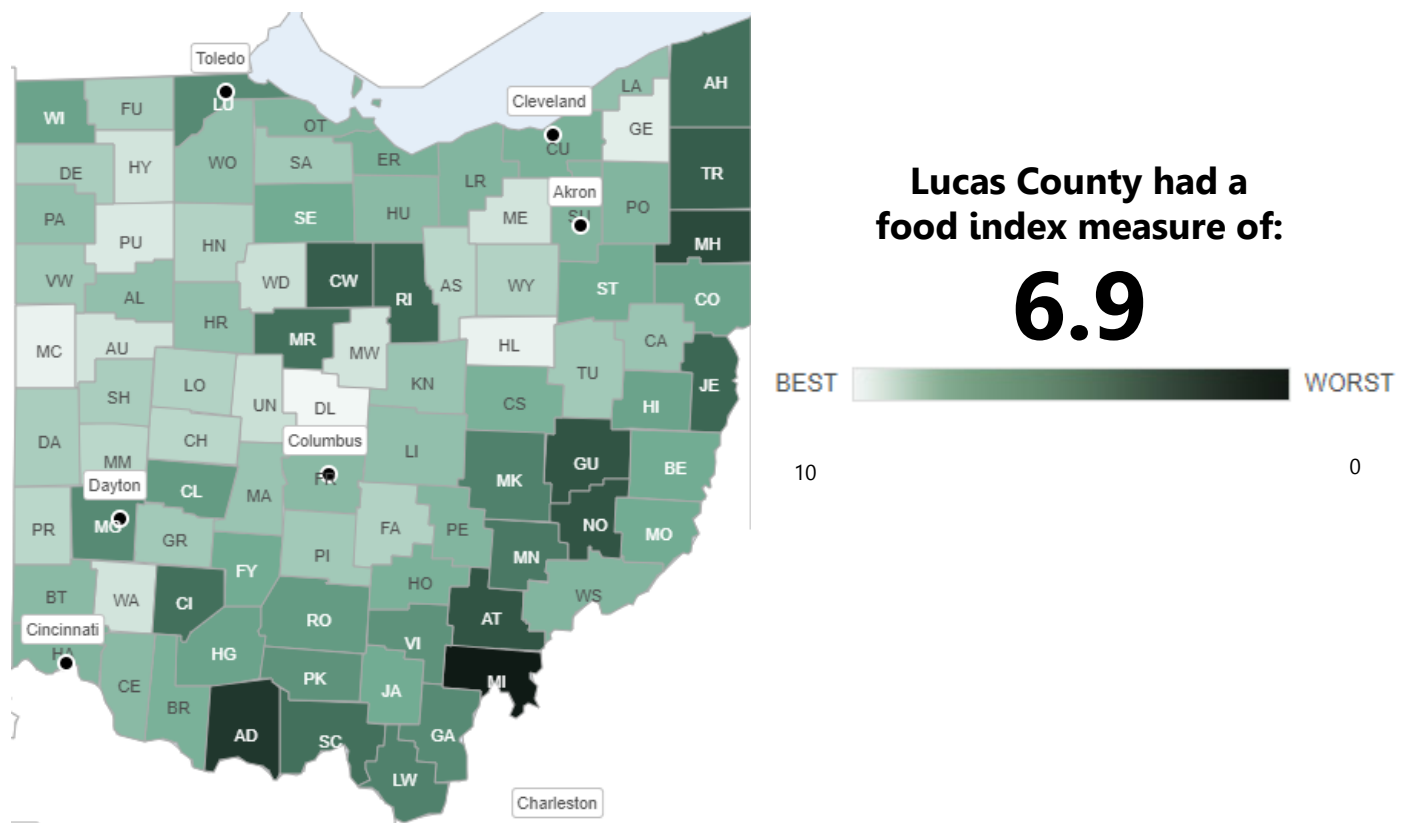 Toledo
AH
LA
WI
FU
LU
Cleveland
OT
GE
CU
WO
SA
ER
HY
DE
TR
LR
Akron
PA
SE
HU
ME
SU
PO
PU
HN
MH
VW
WD
CW
RI
AS
WY
ST
CO
AL
HR
MR
MC
AU
MW
HL
CA
TU
LO
KN
JE
SH
UN
DL
CS
HI
DA
CH
Columbus
LI
MM
GU
BE
Dayton
CL
FR
MK
MA
PR
MG
GR
FA
PE
NO
MO
PI
MN
FY
HO
BT
WA
CI
WS
RO
AT
Cincinnati
HA
HG
VI
PK
MI
CE
JA
BR
AD
SC
GA
LW
Charleston
Lucas County had a
food index measure of:
6.9
BEST
WORST
10
0